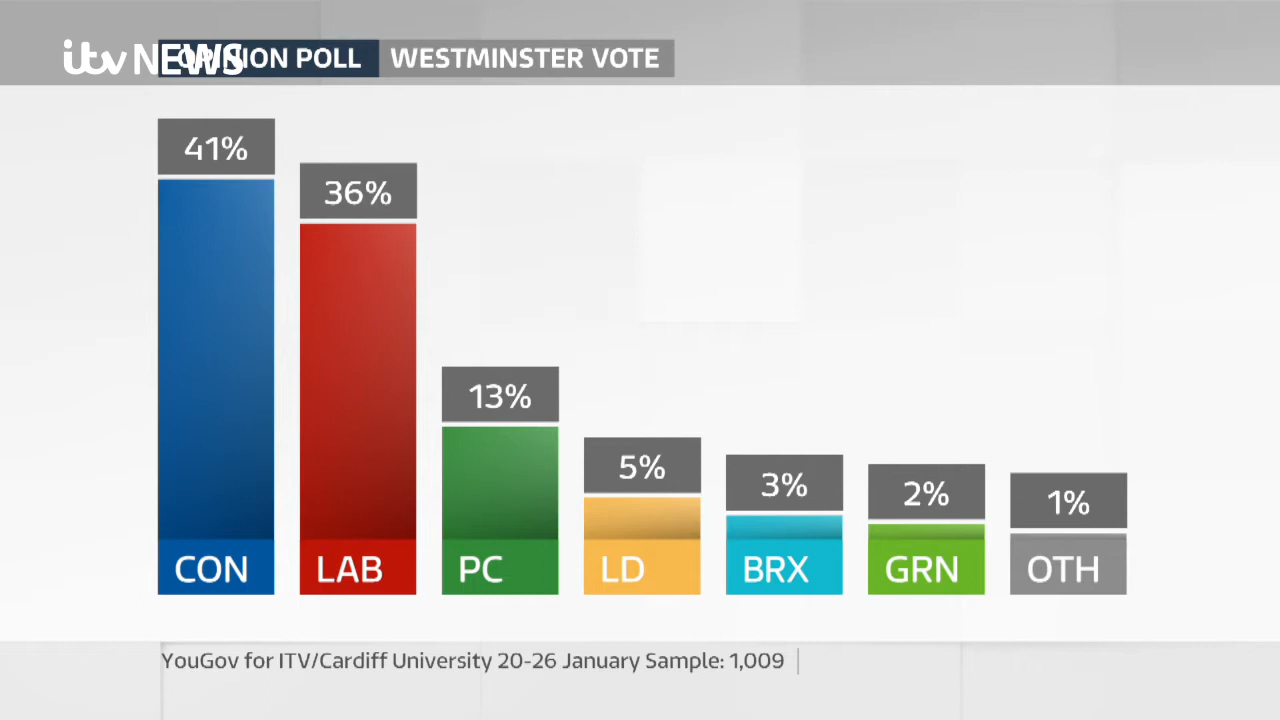 itv NEWS
OPINION POLL WESTMINSTER VOTE
41%
36%
13%
5%
3%
2%
1%
CON LAB PC LD BRX GRN OTH
YouGov for ITV/Cardiff University 20-26 January Sample: 1,009